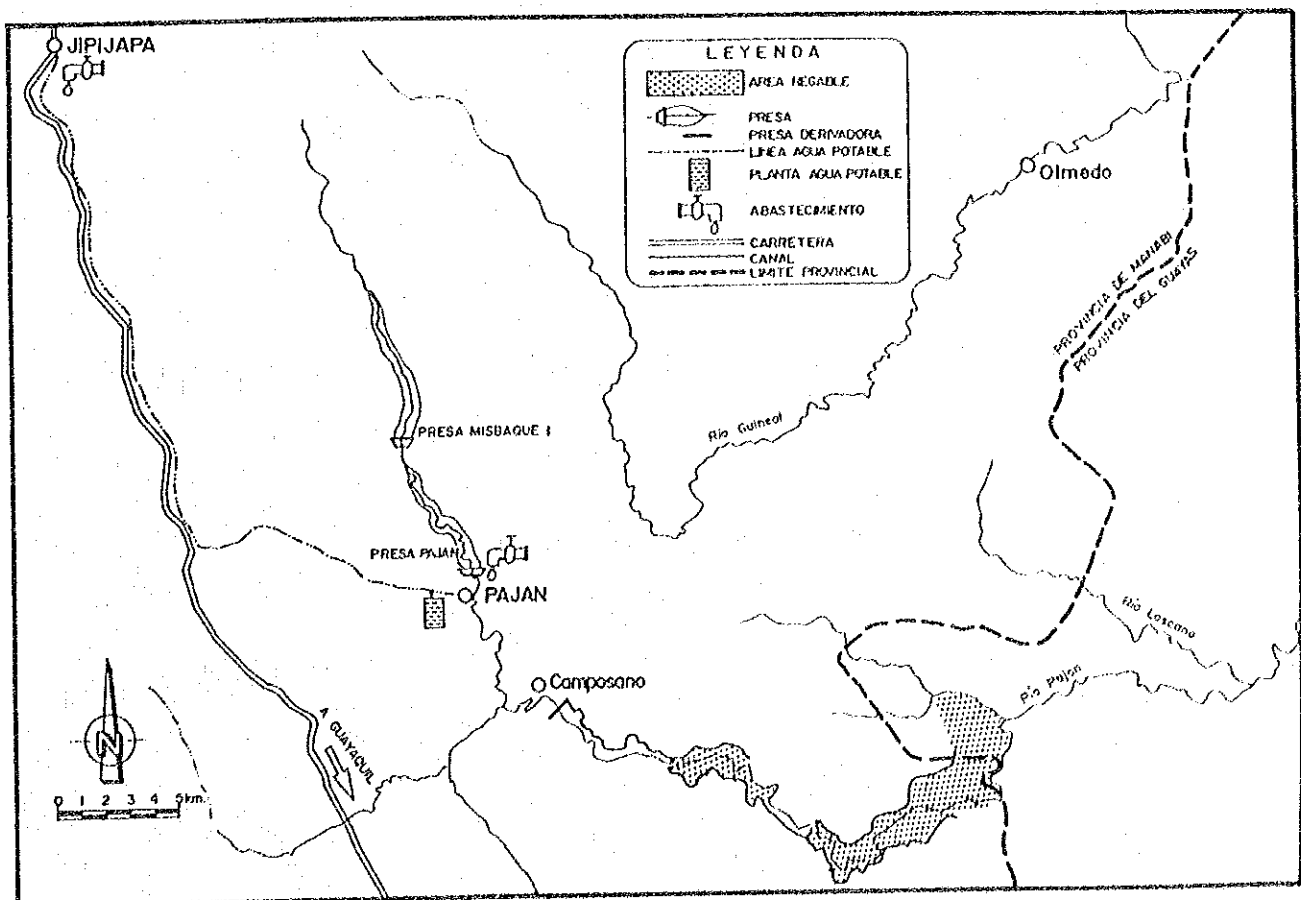 JIPIJAPA
LEYENDA
AREA REGABLE
PRESA
PRESA DERIVADORA
LINEA AGUA POTABLE
PLANTA AGUA POTABLE
ABASTECIMIENTO
CARRETERA
CANAL
LIMITE PROVINCIAL
Olmedo
PROVINCIA DE MANABI
PROVINCIA DEL GUAYAS
Río Guineal
PRESA MISBAQUE 1
PRESA PAJAN
PAJAN
Río Lascano
Río Pajan
Camposano
A GUAYAQUIL
N
0 1 2 3 4 5km.